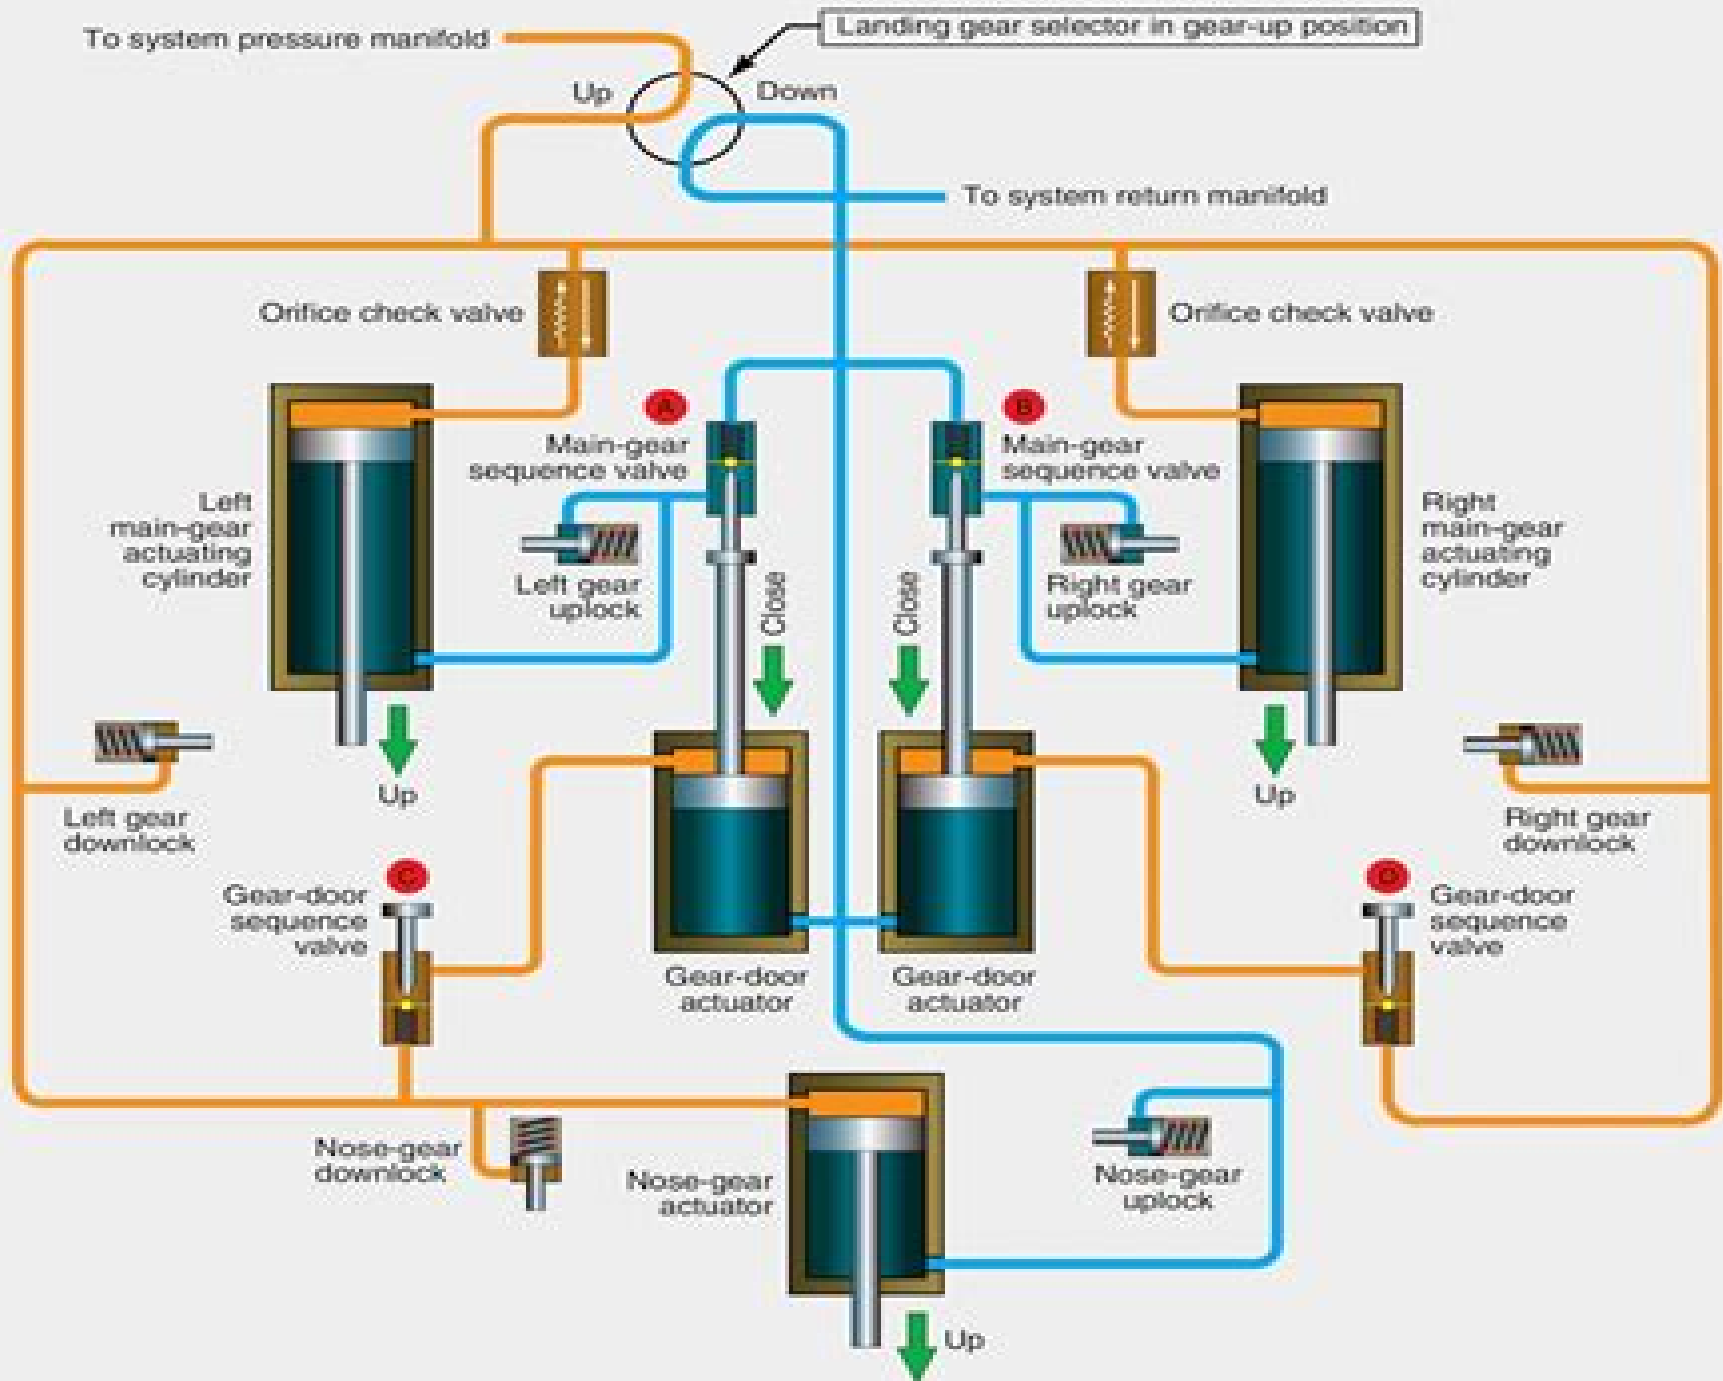 Landing gear selector in gear-up position
To system pressure manifold
Up
Down
To system return manifold
Orifice check valve
Orifice check valve
A
B
Main-gear
sequence valve
Main-gear
sequence valve
Left
main-gear
actuating
cylinder
Right
main-gear
actuating
cylinder
Left gear
uplock
Close
Close
Right gear
uplock
Up
Up
Left gear
downlock
Right gear
downlock
C
D
Gear-door
sequence
valve
Gear-door
sequence
valve
Gear-door
actuator
Gear-door
actuator
Nose-gear
downlock
Nose-gear
actuator
Nose-gear
uplock
Up